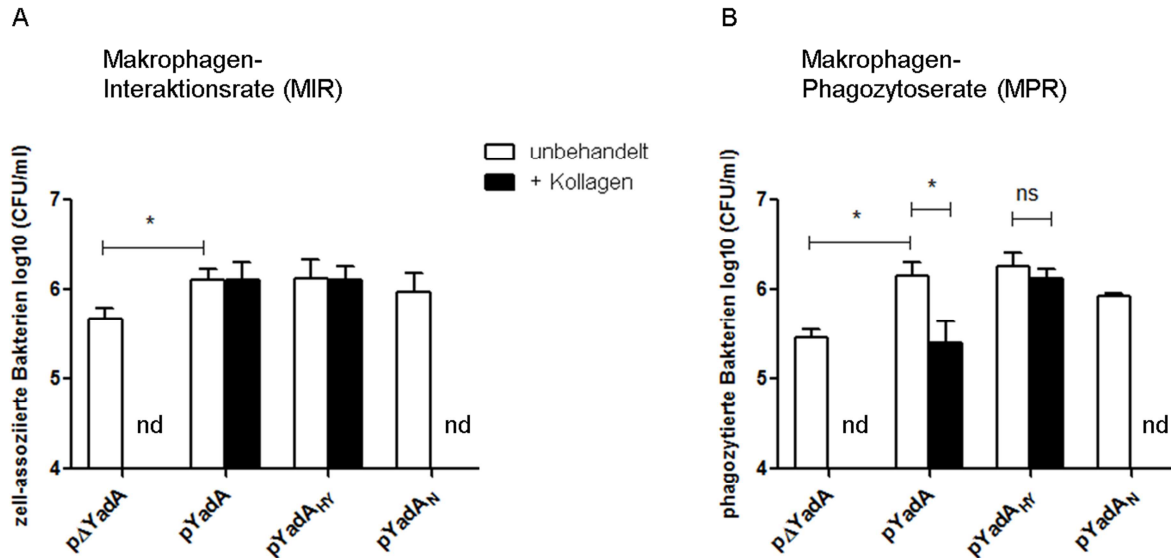 A
Makrophagen-
Interaktionsrate (MIR)
unbehandelt
+ Kollagen
zell-assoziierte Bakterien log10 (CFU/ml)
7
6
5
4
*
nd
nd
pΔYadA
pYadA
pYadA_HY
pYadA_N
B
Makrophagen-
Phagozytoserate (MPR)
phagozytierte Bakterien log10 (CFU/ml)
7
6
5
4
*
*
ns
nd
nd
pΔYadA
pYadA
pYadA_HY
pYadA_N